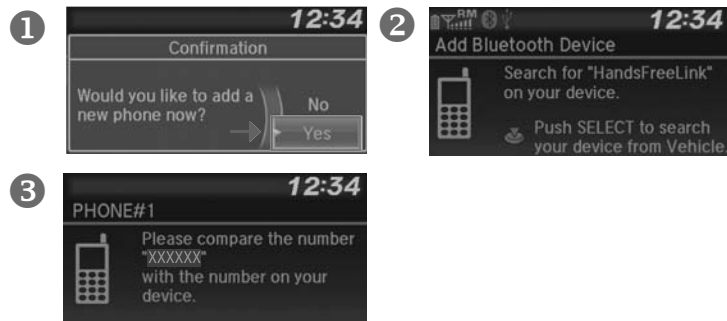 1
12:34
Confirmation
Would you like to add a
new phone now?
No
Yes
2
RM
12:34
Add Bluetooth Device
Search for "HandsFreeLink"
on your device.
Push SELECT to search
your device from Vehicle.
3
12:34
PHONE#1
Please compare the number
"XXXXXX"
with the number on your
device.